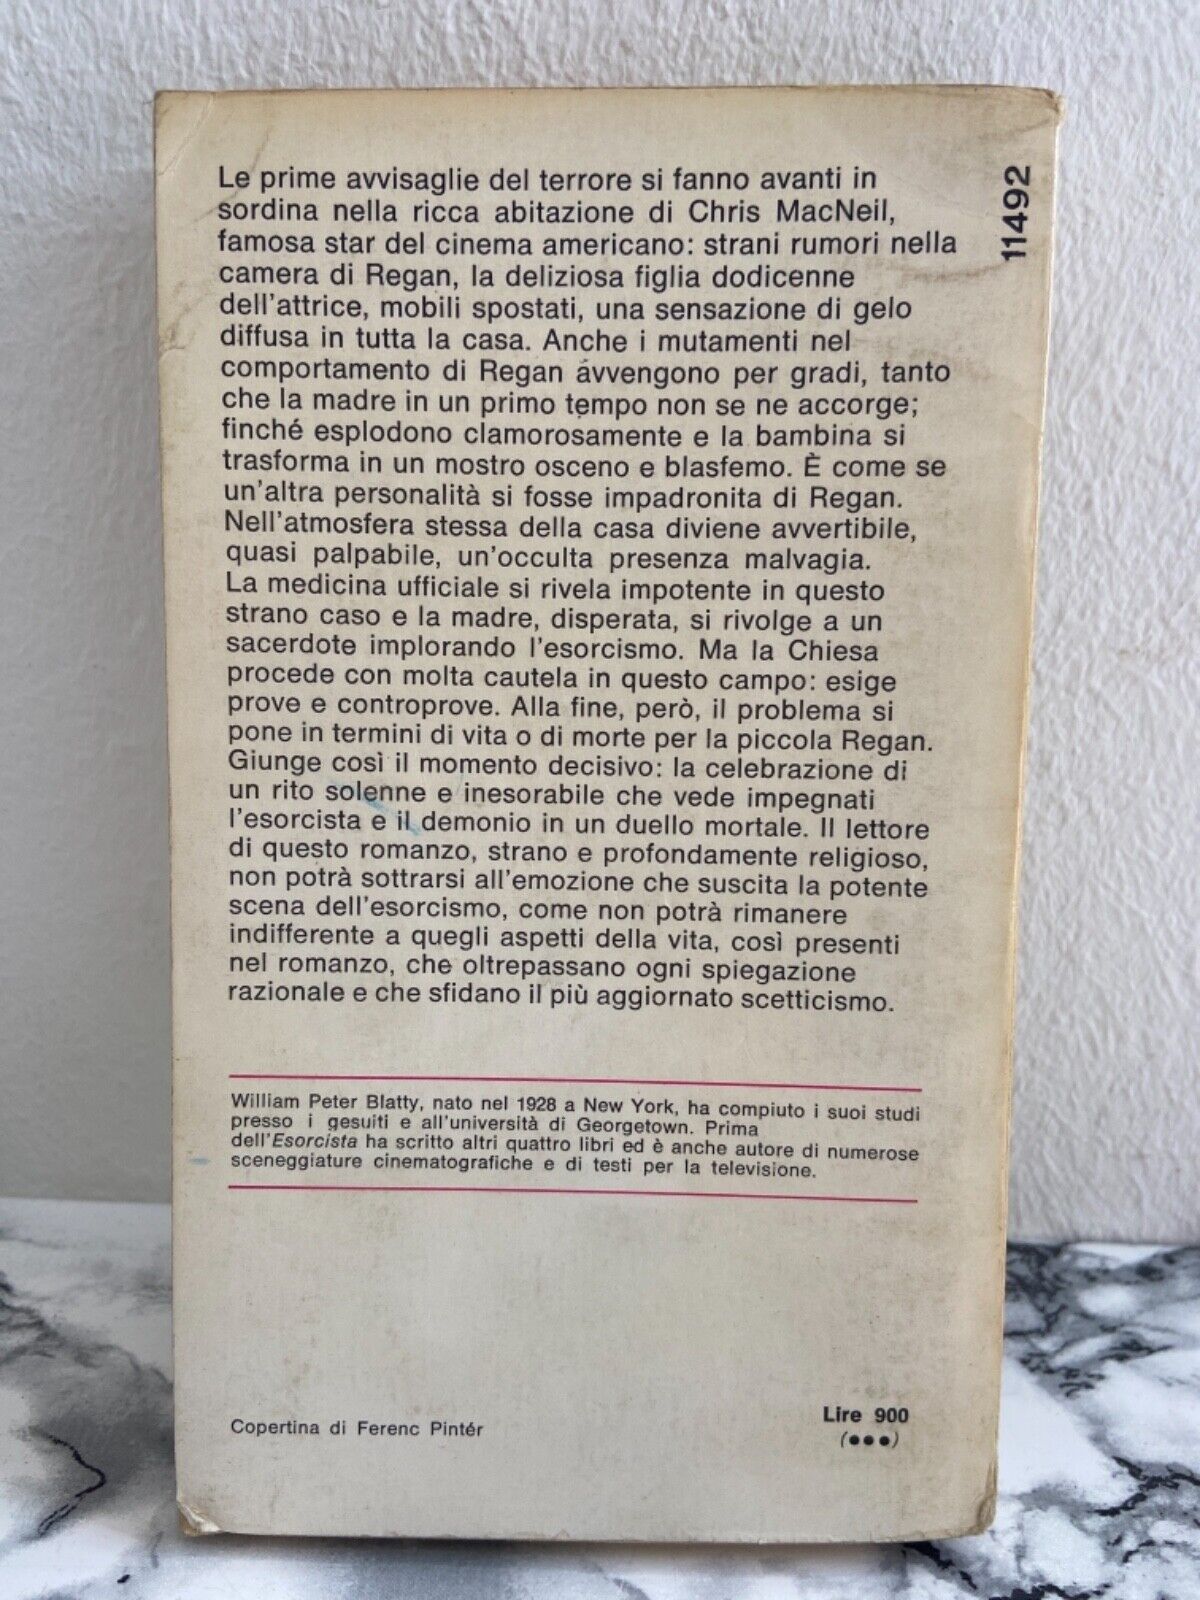 Le prime avvisaglie del terrore si fanno avanti in
sordina nella ricca abitazione di Chris MacNeil,
famosa star del cinema americano: strani rumori nella
camera di Regan, la deliziosa figlia dodicenne
dell'attrice, mobili spostati, una sensazione di gelo
diffusa in tutta la casa. Anche i mutamenti nel
comportamento di Regan avvengono per gradi, tanto
che la madre in un primo tempo non se ne accorge;
finché esplodono clamorosamente e la bambina si
trasforma in un mostro osceno e blasfemo. È come se
un'altra personalità si fosse impadronita di Regan.
Nell'atmosfera stessa della casa diviene avvertibile,
quasi palpabile, un'occulta presenza malvagia.
La medicina ufficiale si rivela impotente in questo
strano caso e la madre, disperata, si rivolge a un
sacerdote implorando l'esorcismo. Ma la Chiesa
procede con molta cautela in questo campo: esige
prove e controprove. Alla fine, però, il problema si
pone in termini di vita o di morte per la piccola Regan.
Giunge così il momento decisivo: la celebrazione di
un rito solenne e inesorabile che vede impegnati
l'esorcista e il demonio in un duello mortale. Il lettore
di questo romanzo, strano e profondamente religioso,
non potrà sottrarsi all'emozione che suscita la potente
scena dell'esorcismo, come non potrà rimanere
indifferente a quegli aspetti della vita, così presenti
nel romanzo, che oltrepassano ogni spiegazione
razionale e che sfidano il più aggiornato scetticismo.
11492
William Peter Blatty, nato nel 1928 a New York, ha compiuto i suoi studi
presso i gesuiti e all'università di Georgetown. Prima
dell'Esorcista ha scritto altri quattro libri ed è anche autore di numerose
sceneggiature cinematografiche e di testi per la televisione.
Copertina di Ferenc Pintér
Lire 900
(●●●)